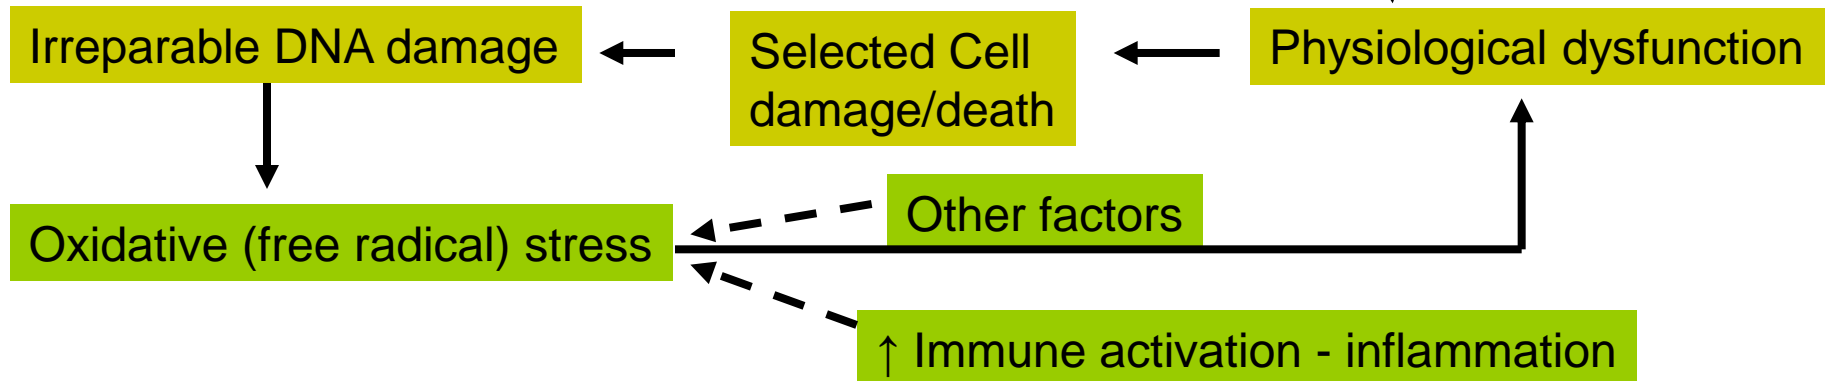 Irreparable DNA damage
Selected Cell
damage/death
Physiological dysfunction
Other factors
Oxidative (free radical) stress
↑ Immune activation - inflammation